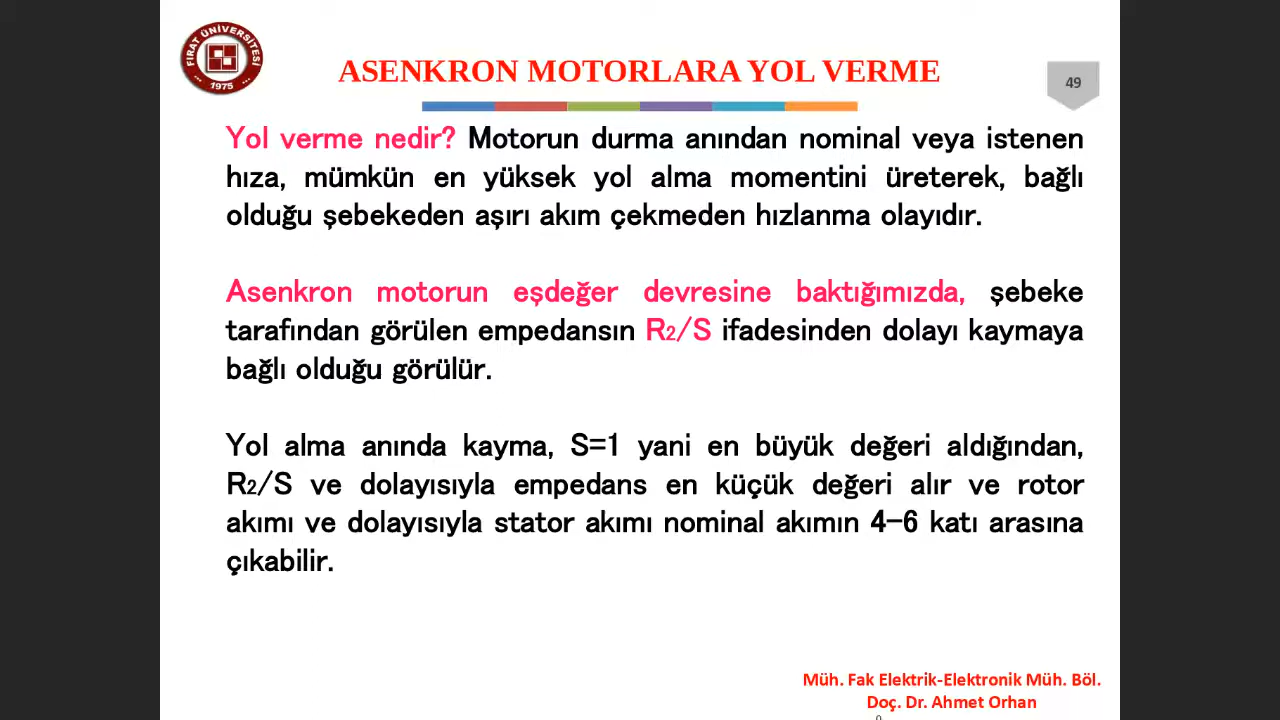 FIRAT ÜNİVERSİTESİ
1975
ASENKRON MOTORLARA YOL VERME
49
Yol verme nedir? Motorun durma anından nominal veya istenen
hıza, mümkün en yüksek yol alma momentini üreterek, bağlı
olduğu şebekeden aşırı akım çekmeden hızlanma olayıdır.
Asenkron motorun eşdeğer devresine baktığımızda, şebeke
tarafından görülen empedansın R2/S ifadesinden dolayı kaymaya
bağlı olduğu görülür.
Yol alma anında kayma, S=1 yani en büyük değeri aldığından,
R2/S ve dolayısıyla empedans en küçük değeri alır ve rotor
akımı ve dolayısıyla stator akımı nominal akımın 4-6 katı arasına
çıkabilir.
Müh. Fak Elektrik-Elektronik Müh. Böl.
Doç. Dr. Ahmet Orhan